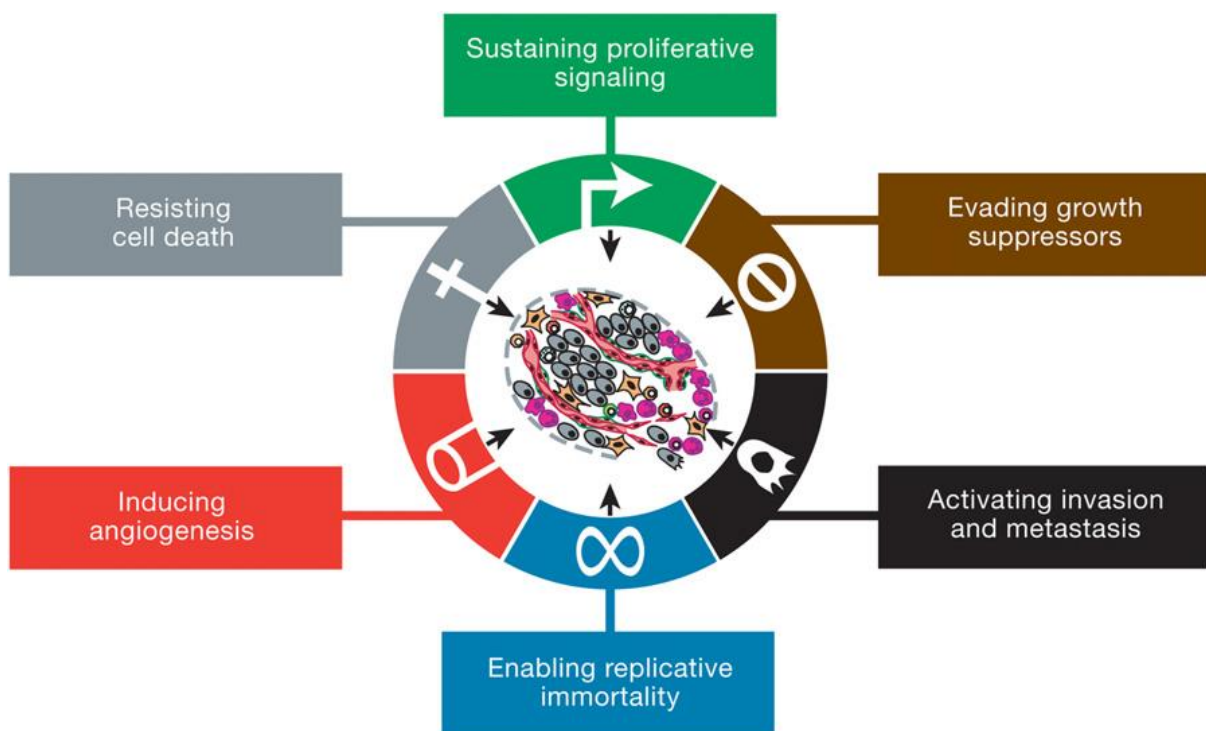 Sustaining proliferative
signaling
Resisting
cell death
Evading growth
suppressors
Inducing
angiogenesis
Activating invasion
and metastasis
Enabling replicative
immortality